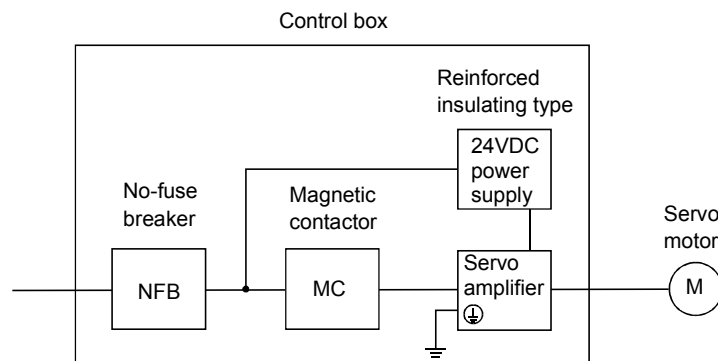 Control box
Reinforced
insulating type
24VDC
power
supply
No-fuse
breaker
Magnetic
contactor
Servo
motor
NFB
MC
Servo
amplifier
M